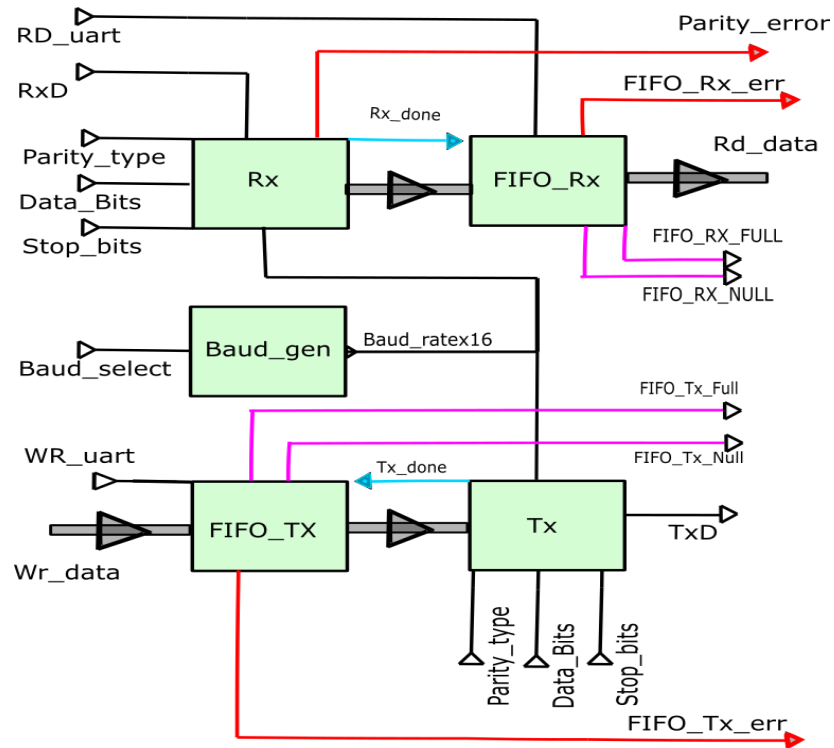 RD_uart
Parity_error
RxD
FIFO_Rx_err
Rx_done
Parity_type
Rx
FIFO_Rx
Rd_data
Data_Bits
Stop_bits
FIFO_RX_FULL
FIFO_RX_NULL
Baud_gen
Baud_ratex16
Baud_select
FIFO_Tx_Full
WR_uart
FIFO_Tx_Null
Tx_done
FIFO_TX
Tx
TxD
Wr_data
Parity_type
Data_Bits
Stop_bits
FIFO_Tx_err